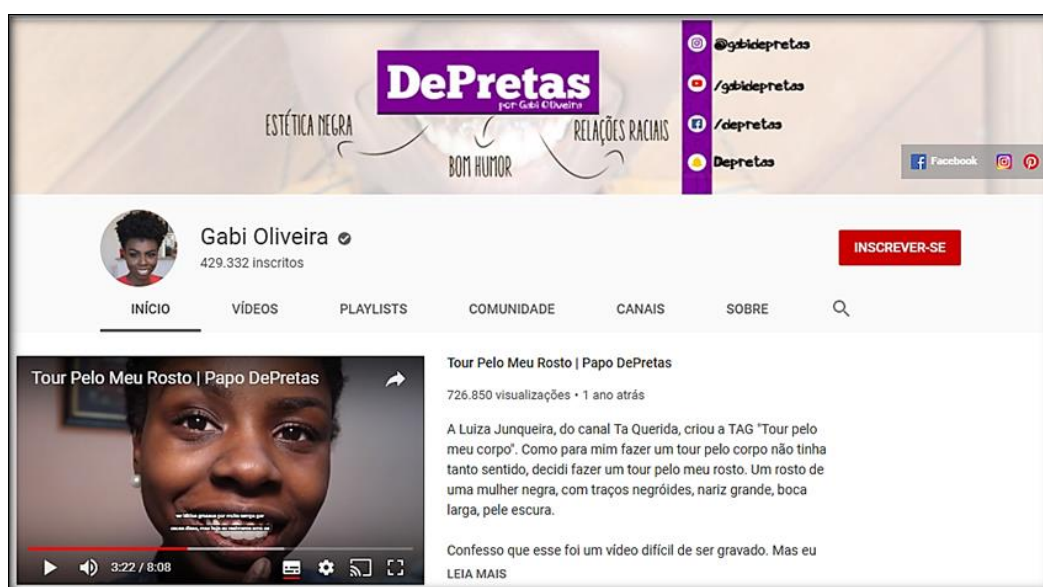 DePretas
por Gabi Oliveira
ESTÉTICA NEGRA
BOM HUMOR
RELAÇÕES RACIAIS
@gabidepretas
/gabidepretas
/depretas
Depretas
Facebook
Gabi Oliveira
429.332 inscritos
INSCREVER-SE
INÍCIO VÍDEOS PLAYLISTS COMUNIDADE CANAIS SOBRE
Tour Pelo Meu Rosto | Papo DePretas
3:22 / 8:08
Tour Pelo Meu Rosto | Papo DePretas
726.850 visualizações • 1 ano atrás
A Luiza Junqueira, do canal Ta Querida, criou a TAG "Tour pelo
meu corpo". Como para mim fazer um tour pelo corpo não tinha
tanto sentido, decidi fazer um tour pelo meu rosto. Um rosto de
uma mulher negra, com traços negróides, nariz grande, boca
larga, pele escura.
Confesso que esse foi um vídeo difícil de ser gravado. Mas eu
LEIA MAIS